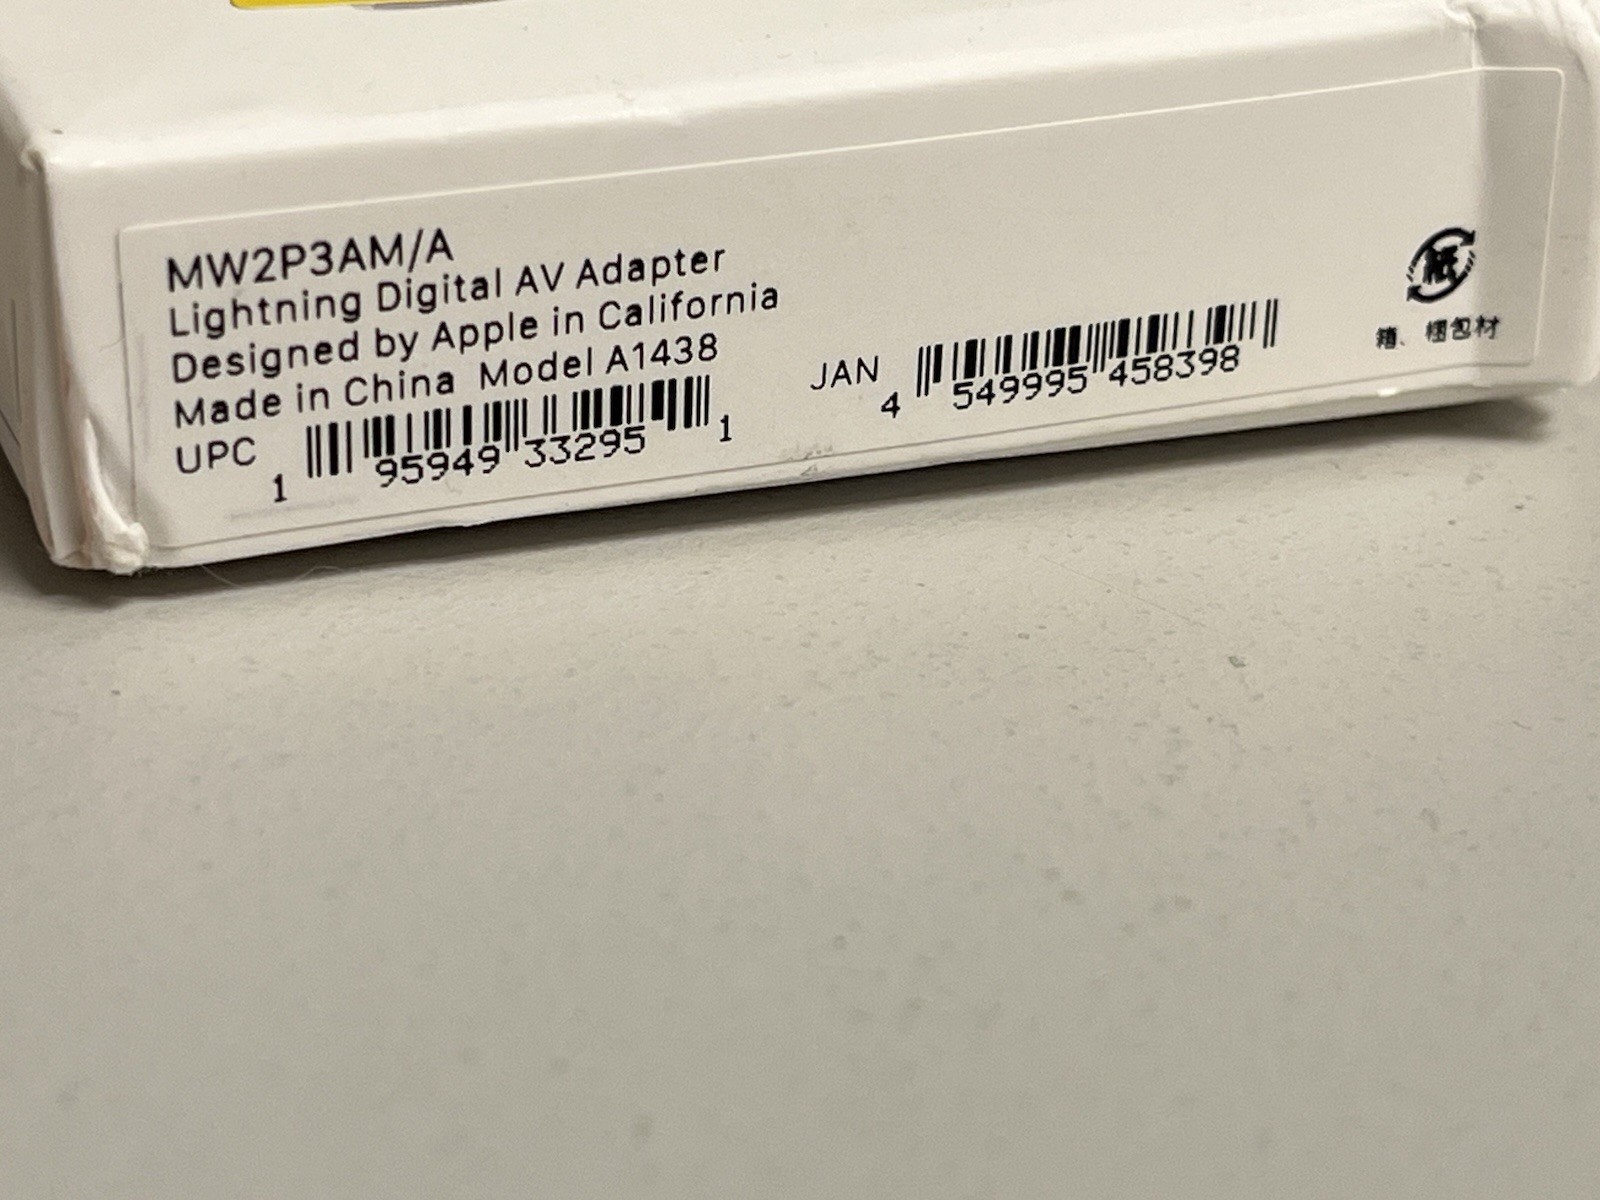 MW2P3AM/A
Lightning Digital AV Adapter
Designed by Apple in California
Made in China Model A1438
UPC 1 95949 33295 1
JAN 4 549995 458398
紙
箱、梱包材